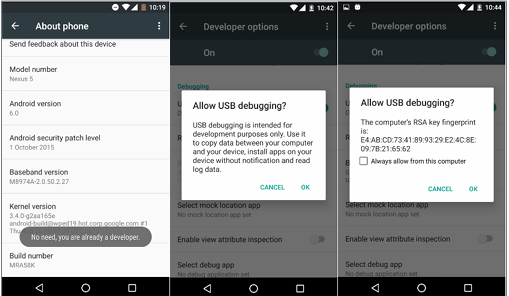 10:19
About phone
Send feedback about this device
Model number
Nexus 5
Android version
6.0
Android security patch level
1 October 2015
Baseband version
M8974A-2.0.50.2.27
Kernel version
3.4.0-g2aa165e
android-build@wped19.hot.corp.google.com #1
Thu
No need, you are already a developer.
Build number
MRA58K
10:42
Developer options
On
Debugging
Allow USB debugging?
USB debugging is intended for
development purposes only. Use it
to copy data between your computer
and your device, install apps on your
device without notification and read
log data.
CANCEL
OK
Select mock location app
No mock location app set
Enable view attribute inspection
Select debug app
No debug application set
10:44
Developer options
On
Debugging
Allow USB debugging?
The computer's RSA key fingerprint
is:
E4:AB:CD:73:41:89:93:29:E2:4C:8E:
09:7B:21:65:62
Always allow from this computer
CANCEL
OK
Select mock location app
No mock location app set
Enable view attribute inspection
Select debug app
No debug application set